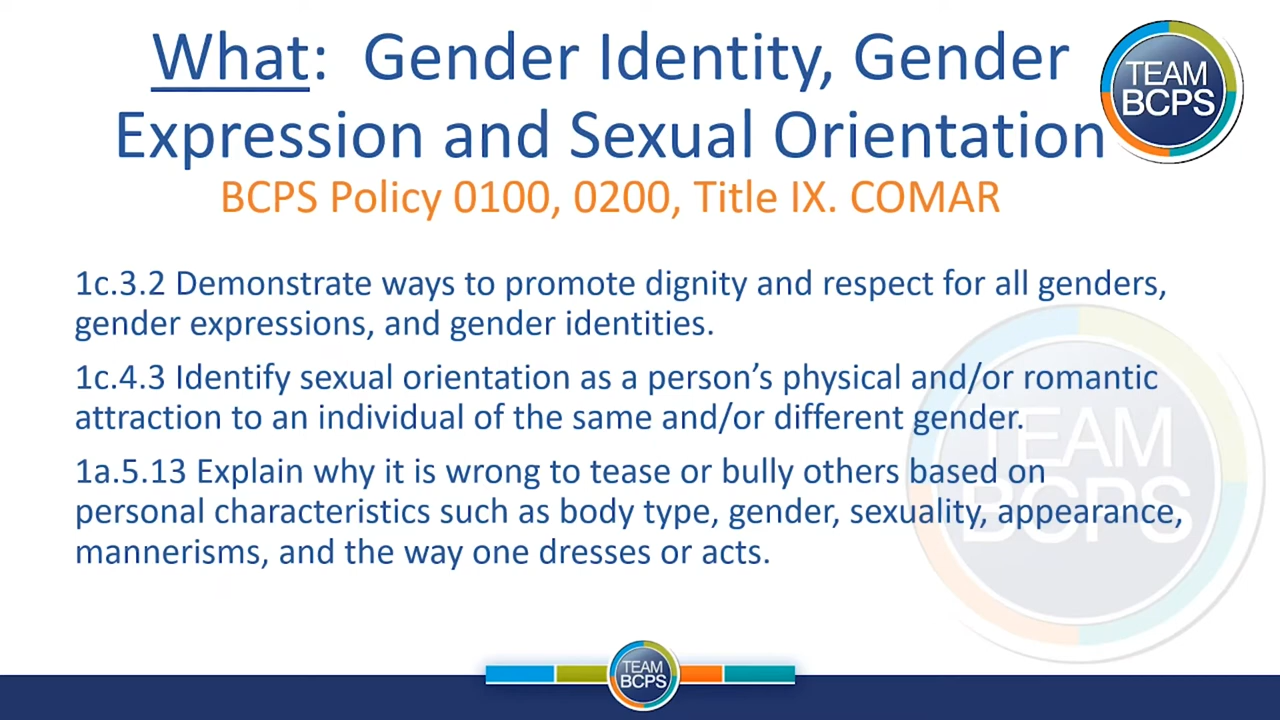 What: Gender Identity, Gender
Expression and Sexual Orientation
TEAM
BCPS
BCPS Policy 0100, 0200, Title IX. COMAR
1c.3.2 Demonstrate ways to promote dignity and respect for all genders,
gender expressions, and gender identities.
1c.4.3 Identify sexual orientation as a person’s physical and/or romantic
attraction to an individual of the same and/or different gender.
1a.5.13 Explain why it is wrong to tease or bully others based on
personal characteristics such as body type, gender, sexuality, appearance,
mannerisms, and the way one dresses or acts.
TEAM
BCPS
TEAM
BCPS